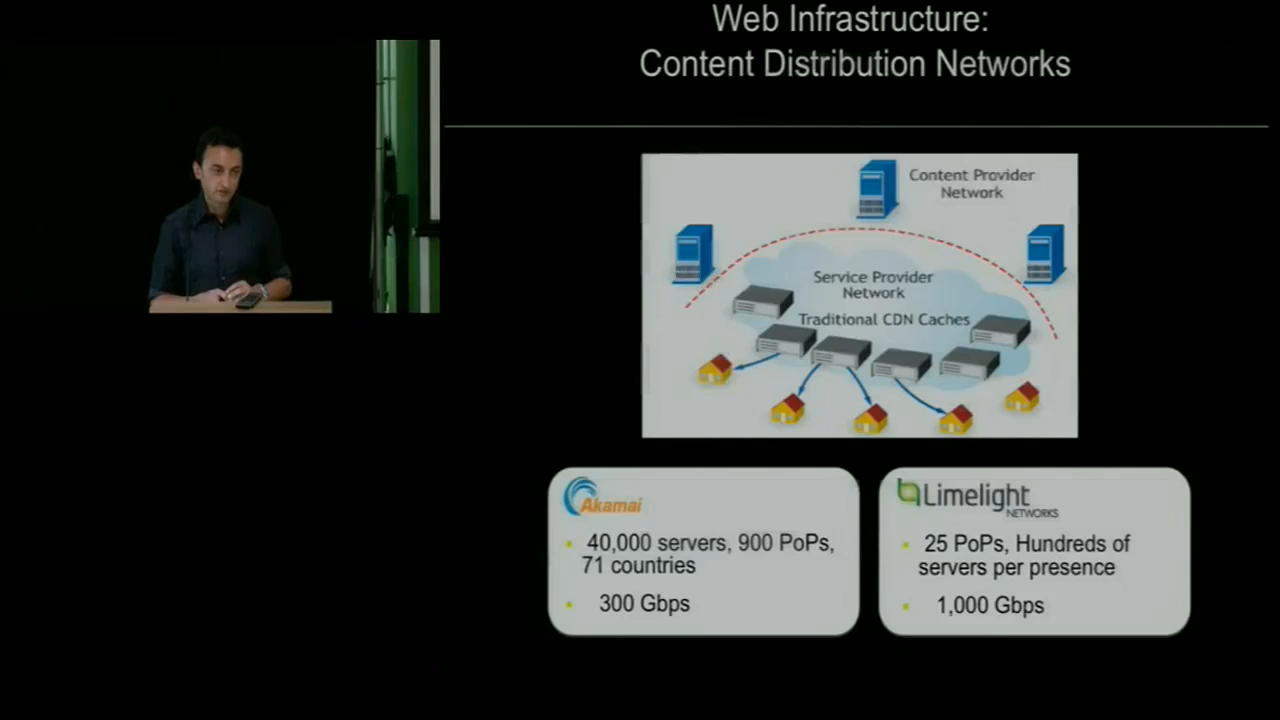 Web Infrastructure:
Content Distribution Networks
Content Provider
Network
Service Provider
Network
Traditional CDN Caches
Akamai
40,000 servers, 900 PoPs,
71 countries
300 Gbps
Limelight
NETWORKS
25 PoPs, Hundreds of
servers per presence
1,000 Gbps